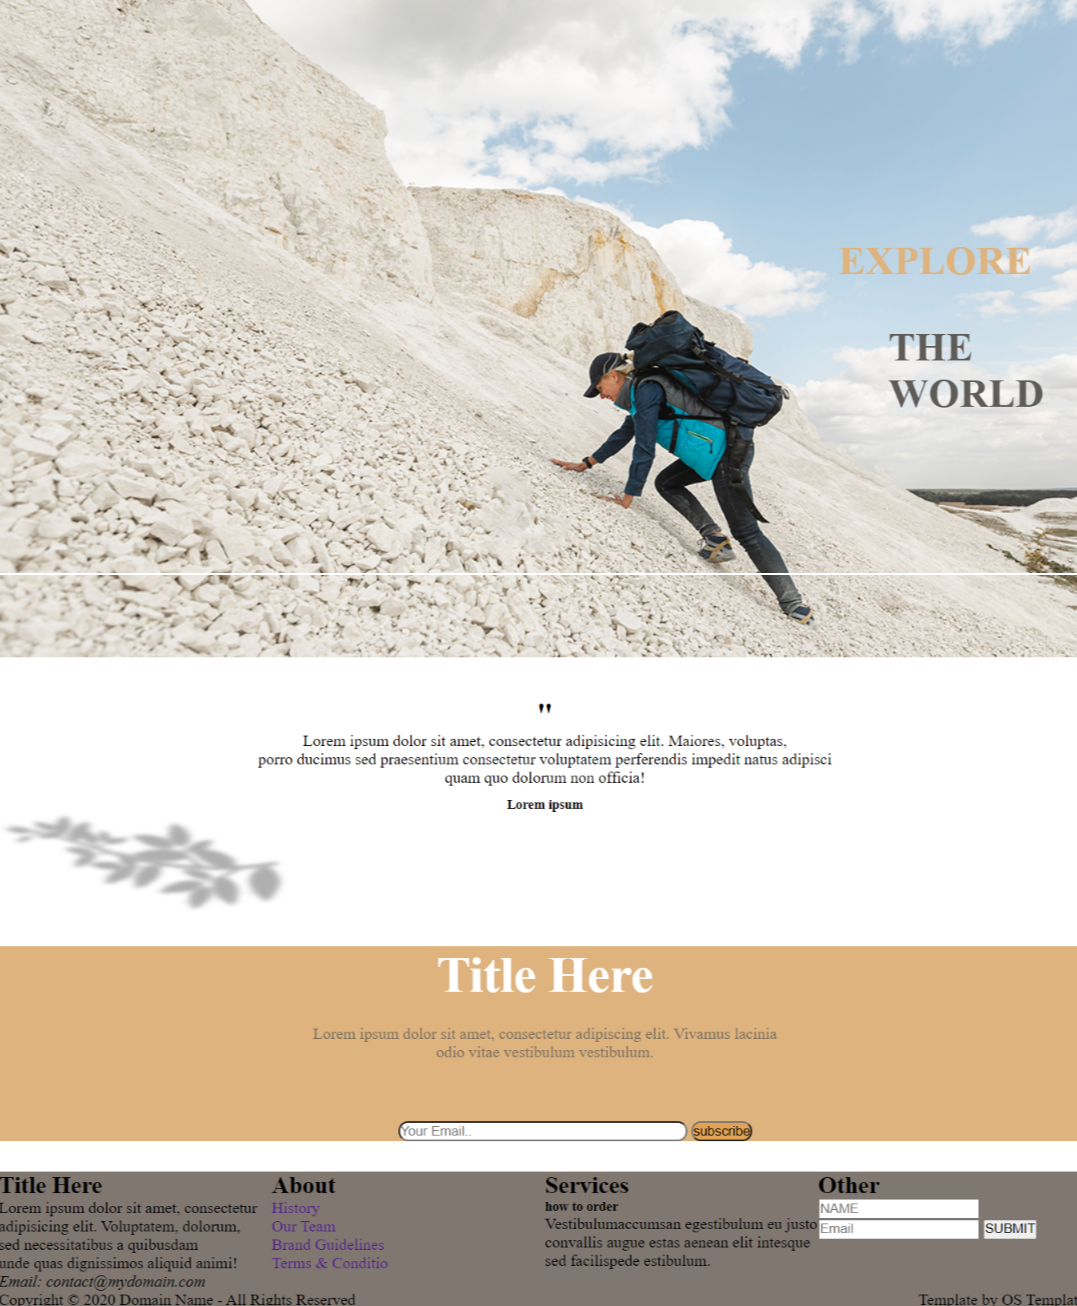 EXPLORE
THE
WORLD
"
Lorem ipsum dolor sit amet, consectetur adipisicing elit. Maiores, voluptas,
porro ducimus sed praesentium consectetur voluptatem perferendis impedit natus adipisci
quam quo dolorum non officia!
Lorem ipsum
Title Here
Lorem ipsum dolor sit amet, consectetur adipiscing elit. Vivamus lacinia
odio vitae vestibulum vestibulum.
Your Email..
subscribe
Title Here
Lorem ipsum dolor sit amet, consectetur
adipisicing elit. Voluptatem, dolorum,
sed necessitatibus a quibusdam
unde quas dignissimos aliquid animi!
Email: contact@mydomain.com
About
History
Our Team
Brand Guidelines
Terms & Conditio
Services
how to order
Vestibulumaccumsan egestibulum eu justo
convallis augue estas aenean elit intesque
sed facilispede estibulum.
Other
NAME
Email
SUBMIT
Copyright © 2020 Domain Name - All Rights Reserved
Template by OS Templat